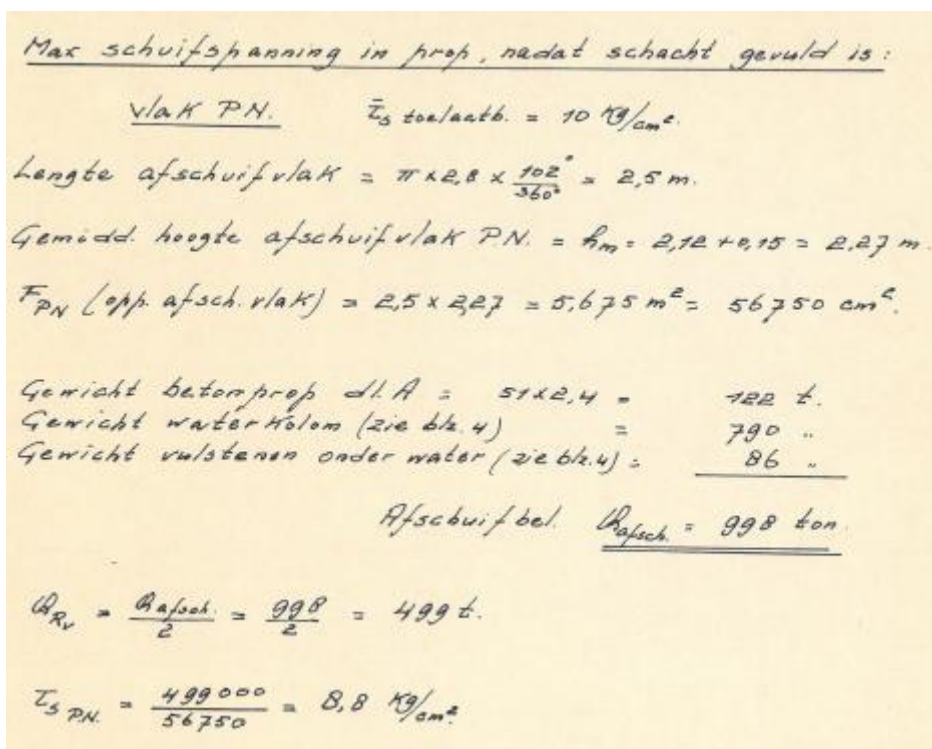 Max schuifspanning in prop, nadat schacht gevuld is:
vlak PN. τ̄s toelaatb. = 10 Kg/cm².
Lengte afschuifvlak = π x 2,8 x 102°/360° = 2,5 m.
Gemidd. hoogte afschuifvlak PN. = hm = 2,12 + 0,15 = 2,27 m.
FPN (opp. afsch. vlak) = 2,5 x 2,27 = 5,675 m² = 56750 cm².
Gewicht betonprop dl. A = 51 x 2,4 = 122 t.
Gewicht waterkolom (zie blz. 4) = 790 "
Gewicht vulstenen onder water (zie blz. 4) = 86 "
Afschuifbel. Qafsch. = 998 ton.
QRv = Qafsch./2 = 998/2 = 499 t.
τs PN. = 499000/56750 = 8,8 Kg/cm²